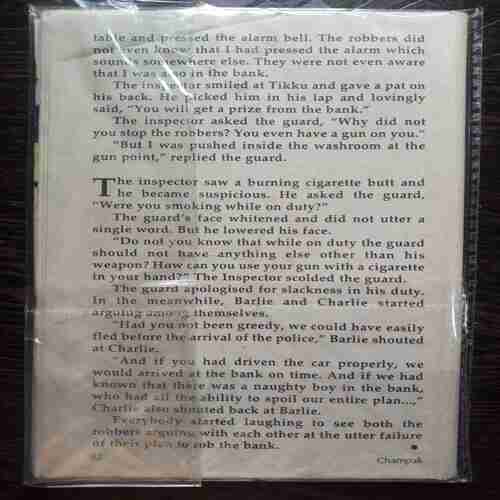 table and pressed the alarm bell. The robbers did
not even know that I had pressed the alarm which
sounds somewhere else. They were not even aware
that I was also in the bank.
The inspector smiled at Tikku and gave a pat on
his back. He picked him in his lap and lovingly
said, “You will get a prize from the bank.”
The inspector asked the guard, “Why did not
you stop the robbers? You even have a gun on you.”
“But I was pushed inside the washroom at the
gun point,” replied the guard.
The inspector saw a burning cigarette butt and
he became suspicious. He asked the guard,
“Were you smoking while on duty?”
The guard’s face whitened and did not utter a
single word. But he lowered his face.
“Do not you know that while on duty the guard
should not have anything else other than his
weapon? How can you use your gun with a cigarette
in your hand?” The Inspector scolded the guard.
The guard apologised for slackness in his duty.
In the meanwhile, Barlie and Charlie started
arguing among themselves.
“Had you not been greedy, we could have easily
fled before the arrival of the police,” Barlie shouted
at Charlie.
“And if you had driven the car properly, we
would arrived at the bank on time. And if we had
known that there was a naughty boy in the bank,
who had all the ability to spoil our entire plan...,”
Charlie also shouted back at Barlie.
Everybody started laughing to see both the
robbers arguing with each other at the utter failure
of their plan to rob the bank.
Champak